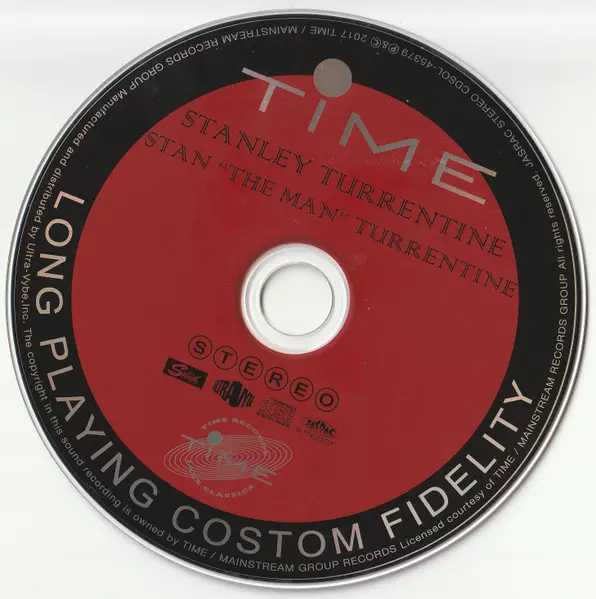 TIME
STANLEY TURRENTINE
STAN "THE MAN" TURRENTINE
STEREO
LONG PLAYING COSTOM FIDELITY
Manufactured and distributed by Ultra-Vybe,Inc. The copyright in this sound recording is owned by TIME / MAINSTREAM GROUP RECORDS Licensed courtesy of TIME / MAINSTREAM RECORDS GROUP All rights reserved. JASRAC STEREO CDSOL-45379 ℗&© 2017 TIME / MAINSTREAM RECORDS GROUP
JASRAC
TIME